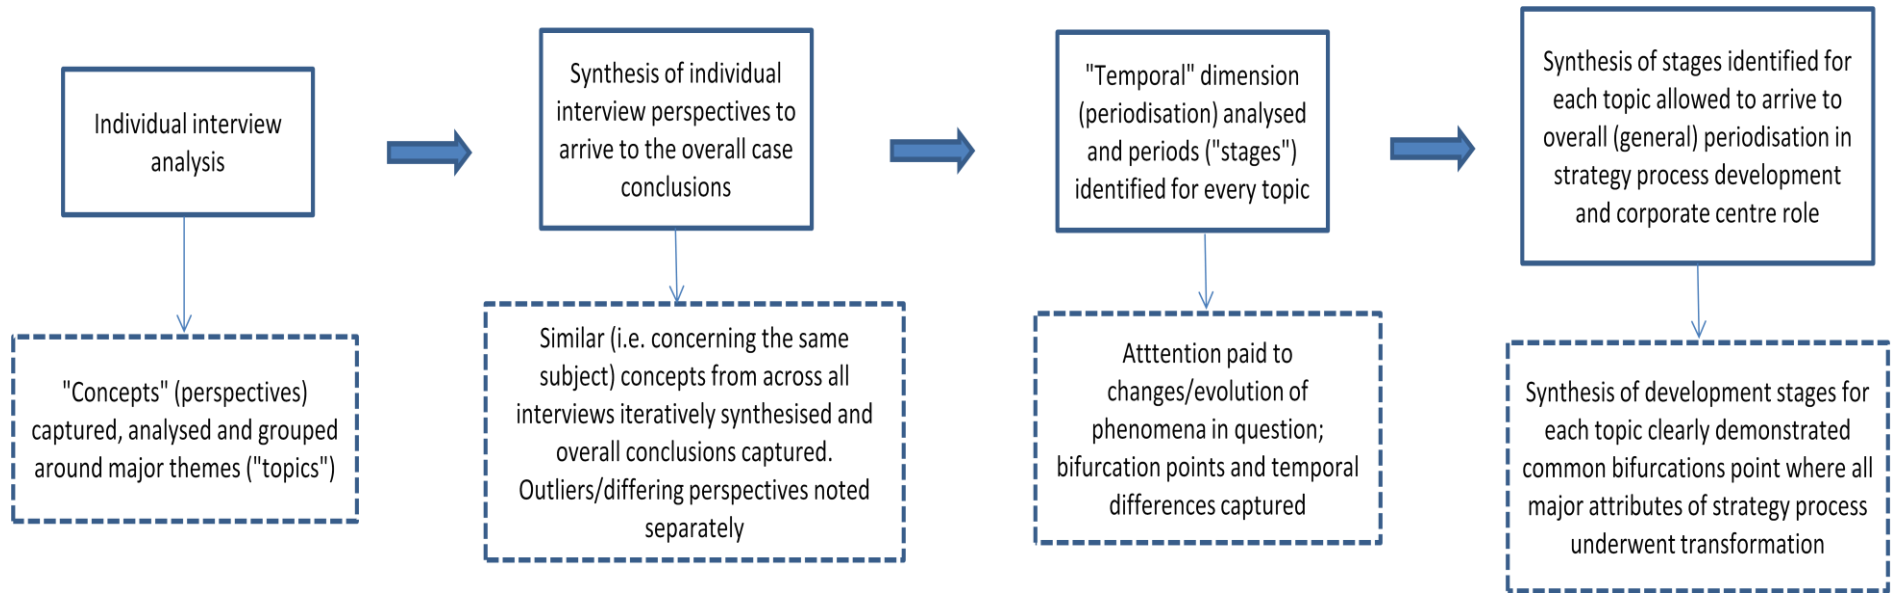 Individual interview
analysis
Synthesis of individual
interview perspectives to
arrive to the overall case
conclusions
"Temporal" dimension
(periodisation) analysed
and periods ("stages")
identified for every topic
Synthesis of stages identified for
each topic allowed to arrive to
overall (general) periodisation in
strategy process development
and corporate centre role
"Concepts" (perspectives)
captured, analysed and grouped
around major themes ("topics")
Similar (i.e. concerning the same
subject) concepts from across all
interviews iteratively synthesised and
overall conclusions captured.
Outliers/differing perspectives noted
separately
Atttention paid to
changes/evolution of
phenomena in question;
bifurcation points and temporal
differences captured
Synthesis of development stages for
each topic clearly demonstrated
common bifurcations point where all
major attributes of strategy process
underwent transformation